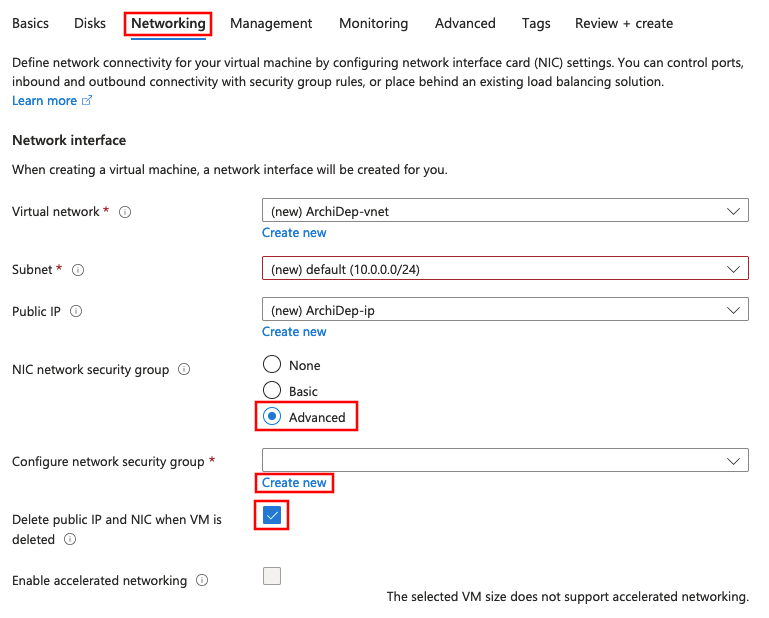 Basics Disks Networking Management Monitoring Advanced Tags Review + create
Define network connectivity for your virtual machine by configuring network interface card (NIC) settings. You can control ports,
inbound and outbound connectivity with security group rules, or place behind an existing load balancing solution.
Learn more
Network interface
When creating a virtual machine, a network interface will be created for you.
Virtual network *
(new) ArchiDep-vnet
Create new
Subnet *
(new) default (10.0.0.0/24)
Public IP
(new) ArchiDep-ip
Create new
NIC network security group
None
Basic
Advanced
Configure network security group *
Create new
Delete public IP and NIC when VM is
deleted
Enable accelerated networking
The selected VM size does not support accelerated networking.